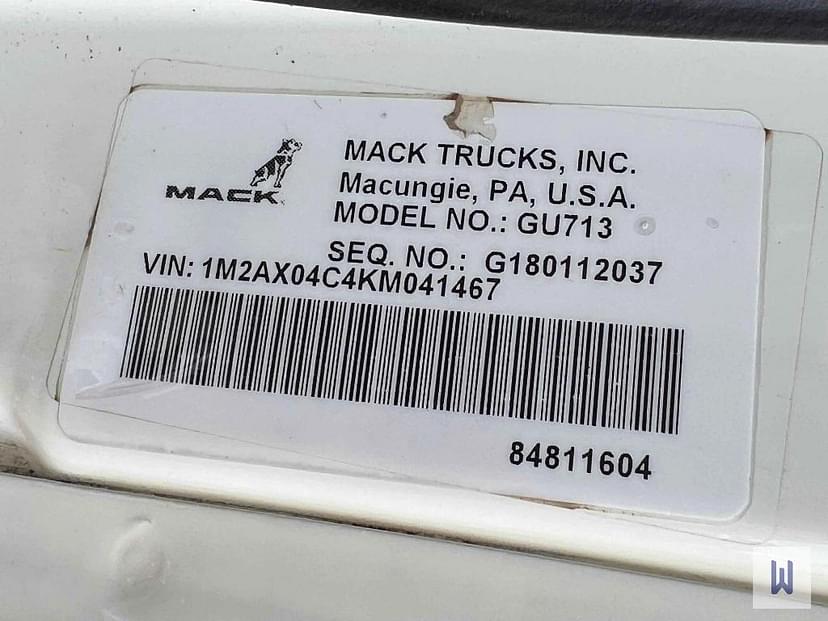 MACK
MACK TRUCKS, INC.
Macungie, PA, U.S.A.
MODEL NO.: GU713
SEQ. NO.: G180112037
VIN: 1M2AX04C4KM041467
84811604
W